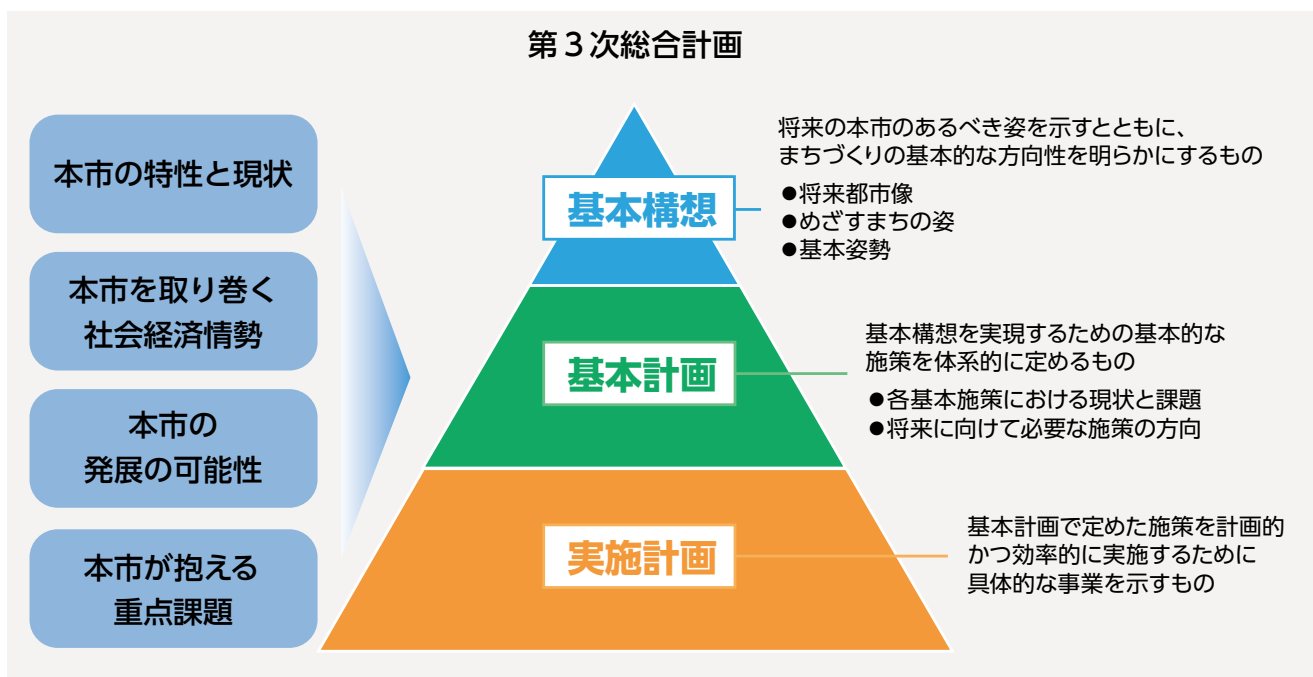 第３次総合計画
本市の特性と現状
本市を取り巻く
社会経済情勢
本市の
発展の可能性
本市が抱える
重点課題
基本構想
将来の本市のあるべき姿を示すとともに、
まちづくりの基本的な方向性を明らかにするもの
●将来都市像
●めざすまちの姿
●基本姿勢
基本計画
基本構想を実現するための基本的な
施策を体系的に定めるもの
●各基本施策における現状と課題
●将来に向けて必要な施策の方向
実施計画
基本計画で定めた施策を計画的
かつ効率的に実施するために
具体的な事業を示すもの